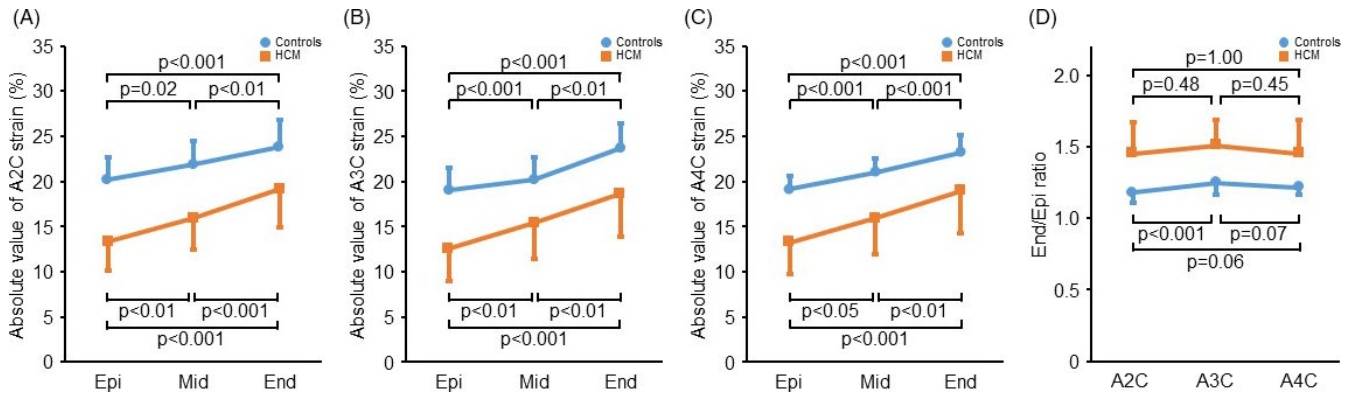 (A)
Controls
HCM
Absolute value of A2C strain (%)
35
30
25
20
15
10
5
0
p<0.001
p=0.02
p<0.01
p<0.01
p<0.001
p<0.001
Epi
Mid
End
(B)
Controls
HCM
Absolute value of A3C strain (%)
35
30
25
20
15
10
5
0
p<0.001
p<0.001
p<0.01
p<0.01
p<0.01
p<0.001
Epi
Mid
End
(C)
Controls
HCM
Absolute value of A4C strain (%)
35
30
25
20
15
10
5
0
p<0.001
p<0.001
p<0.001
p<0.05
p<0.01
p<0.001
Epi
Mid
End
(D)
Controls
HCM
End/Epi ratio
2.0
1.5
1.0
0.5
0
p=1.00
p=0.48
p=0.45
p<0.001
p=0.07
p=0.06
A2C
A3C
A4C